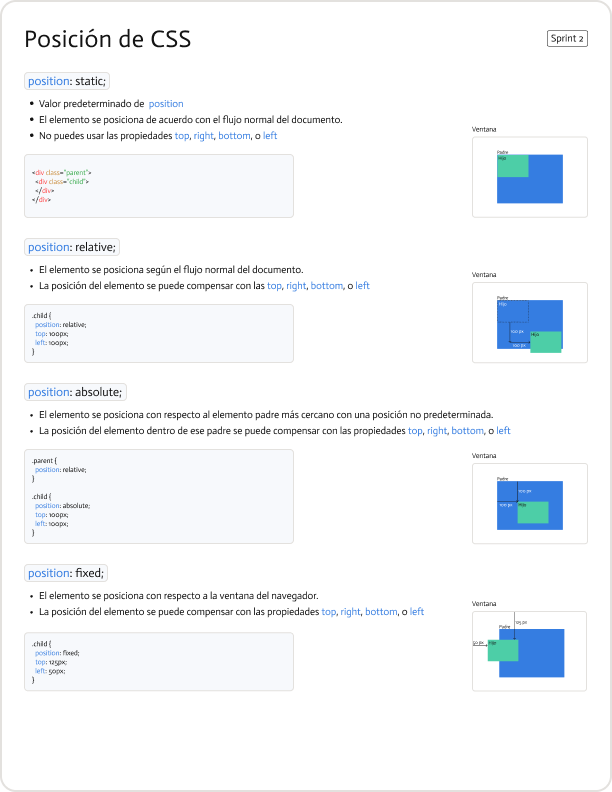 Posición de CSS
Sprint 2
position: static;
Valor predeterminado de position
El elemento se posiciona de acuerdo con el flujo normal del documento.
No puedes usar las propiedades top, right, bottom, o left
Ventana
Padre
Hijo
<div class="parent">
<div class="child">
</div>
</div>
position: relative;
El elemento se posiciona según el flujo normal del documento.
La posición del elemento se puede compensar con las top, right, bottom, o left
Ventana
Padre
Hijo
100 px
Hijo
100 px
.child {
position: relative;
top: 100px;
left: 100px;
}
position: absolute;
El elemento se posiciona con respecto al elemento padre más cercano con una posición no predeterminada.
La posición del elemento dentro de ese padre se puede compensar con las propiedades top, right, bottom, o left
Ventana
Padre
100 px
100 px
Hijo
.parent {
position: relative;
}
.child {
position: absolute;
top: 100px;
left: 100px;
}
position: fixed;
El elemento se posiciona con respecto a la ventana del navegador.
La posición del elemento se puede compensar con las propiedades top, right, bottom, o left
Ventana
125 px
Padre
50 px
Hijo
.child {
position: fixed;
top: 125px;
left: 50px;
}